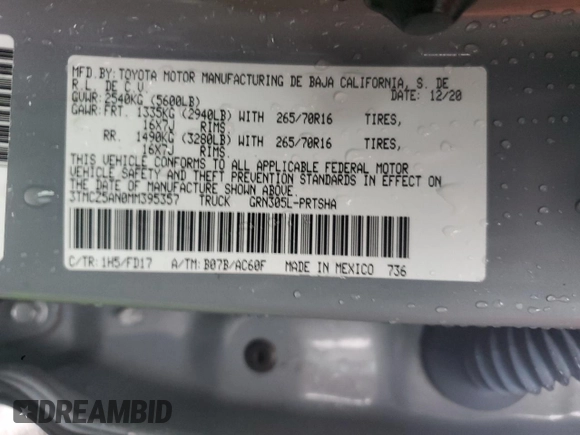 MFD.BY: TOYOTA MOTOR MANUFACTURING DE BAJA CALIFORNIA, S. DE
R.L. DE C.V. DATE: 12/20
GVWR: 2540KG (5600LB)
GAWR: FRT. 1335KG (2940LB) WITH 265/70R16 TIRES,
16X7J RIMS
RR. 1490KG (3280LB) WITH 265/70R16 TIRES,
16X7J RIMS
THIS VEHICLE CONFORMS TO ALL APPLICABLE FEDERAL MOTOR
VEHICLE SAFETY AND THEFT PREVENTION STANDARDS IN EFFECT ON
THE DATE OF MANUFACTURE SHOWN ABOVE.
3TMCZ5AN0MM395357 TRUCK GRN305L-PRTSHA
C/TR: 1H5/FD17 A/TM: B07B/AC60F MADE IN MEXICO 736
DREAMBID